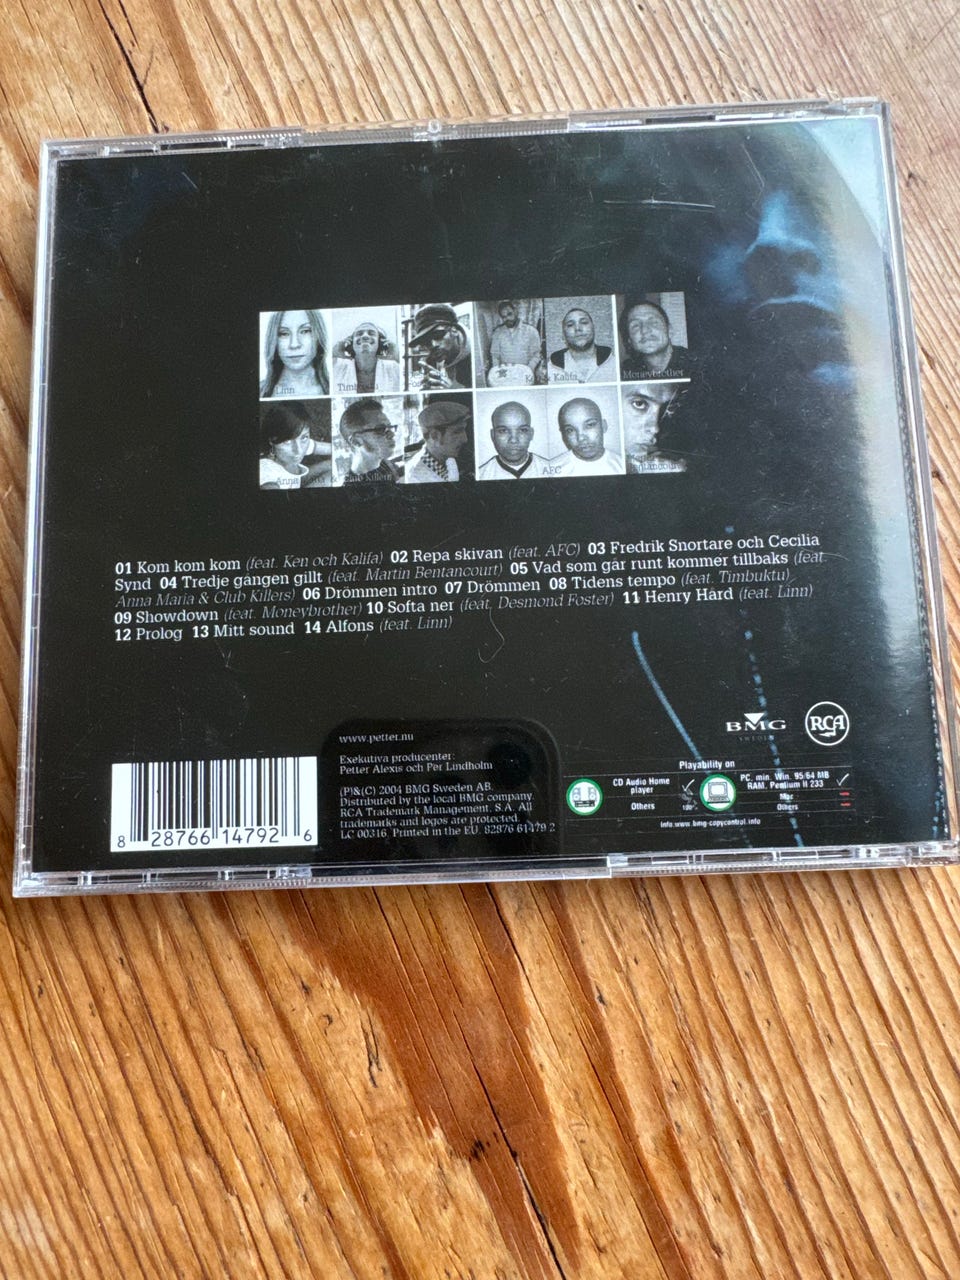 Linn
Moneybrother
& Kalifa
Anna Maria & Club Killers
AFC
Bentancourt
01 Kom kom kom (feat. Ken och Kalifa) 02 Repa skivan (feat. AFC) 03 Fredrik Snortare och Cecilia
Synd 04 Tredje gången gillt (feat. Martin Bentancourt) 05 Vad som går runt kommer tillbaks (feat.
Anna Maria & Club Killers) 06 Drömmen intro 07 Drömmen 08 Tidens tempo (feat. Timbuktu)
09 Showdown (feat. Moneybrother) 10 Softa ner (feat. Desmond Foster) 11 Henry Hård (feat. Linn)
12 Prolog 13 Mitt sound 14 Alfons (feat. Linn)
BMG
SWEDEN
RCA
www.petter.nu
Exekutiva producenter:
Petter Alexis och Per Lindholm
(P)&(C) 2004 BMG Sweden AB.
Distributed by the local BMG company
RCA Trademark Management, S.A. All
trademarks and logos are protected.
LC 00316. Printed in the EU. 82876 61479 2
Playability on
CD Audio Home
player
Others
PC, min. Win. 95/64 MB
RAM, Pentium II 233
Mac
Others
info.www.bmg-copycontrol.info
8 28766 14792 6